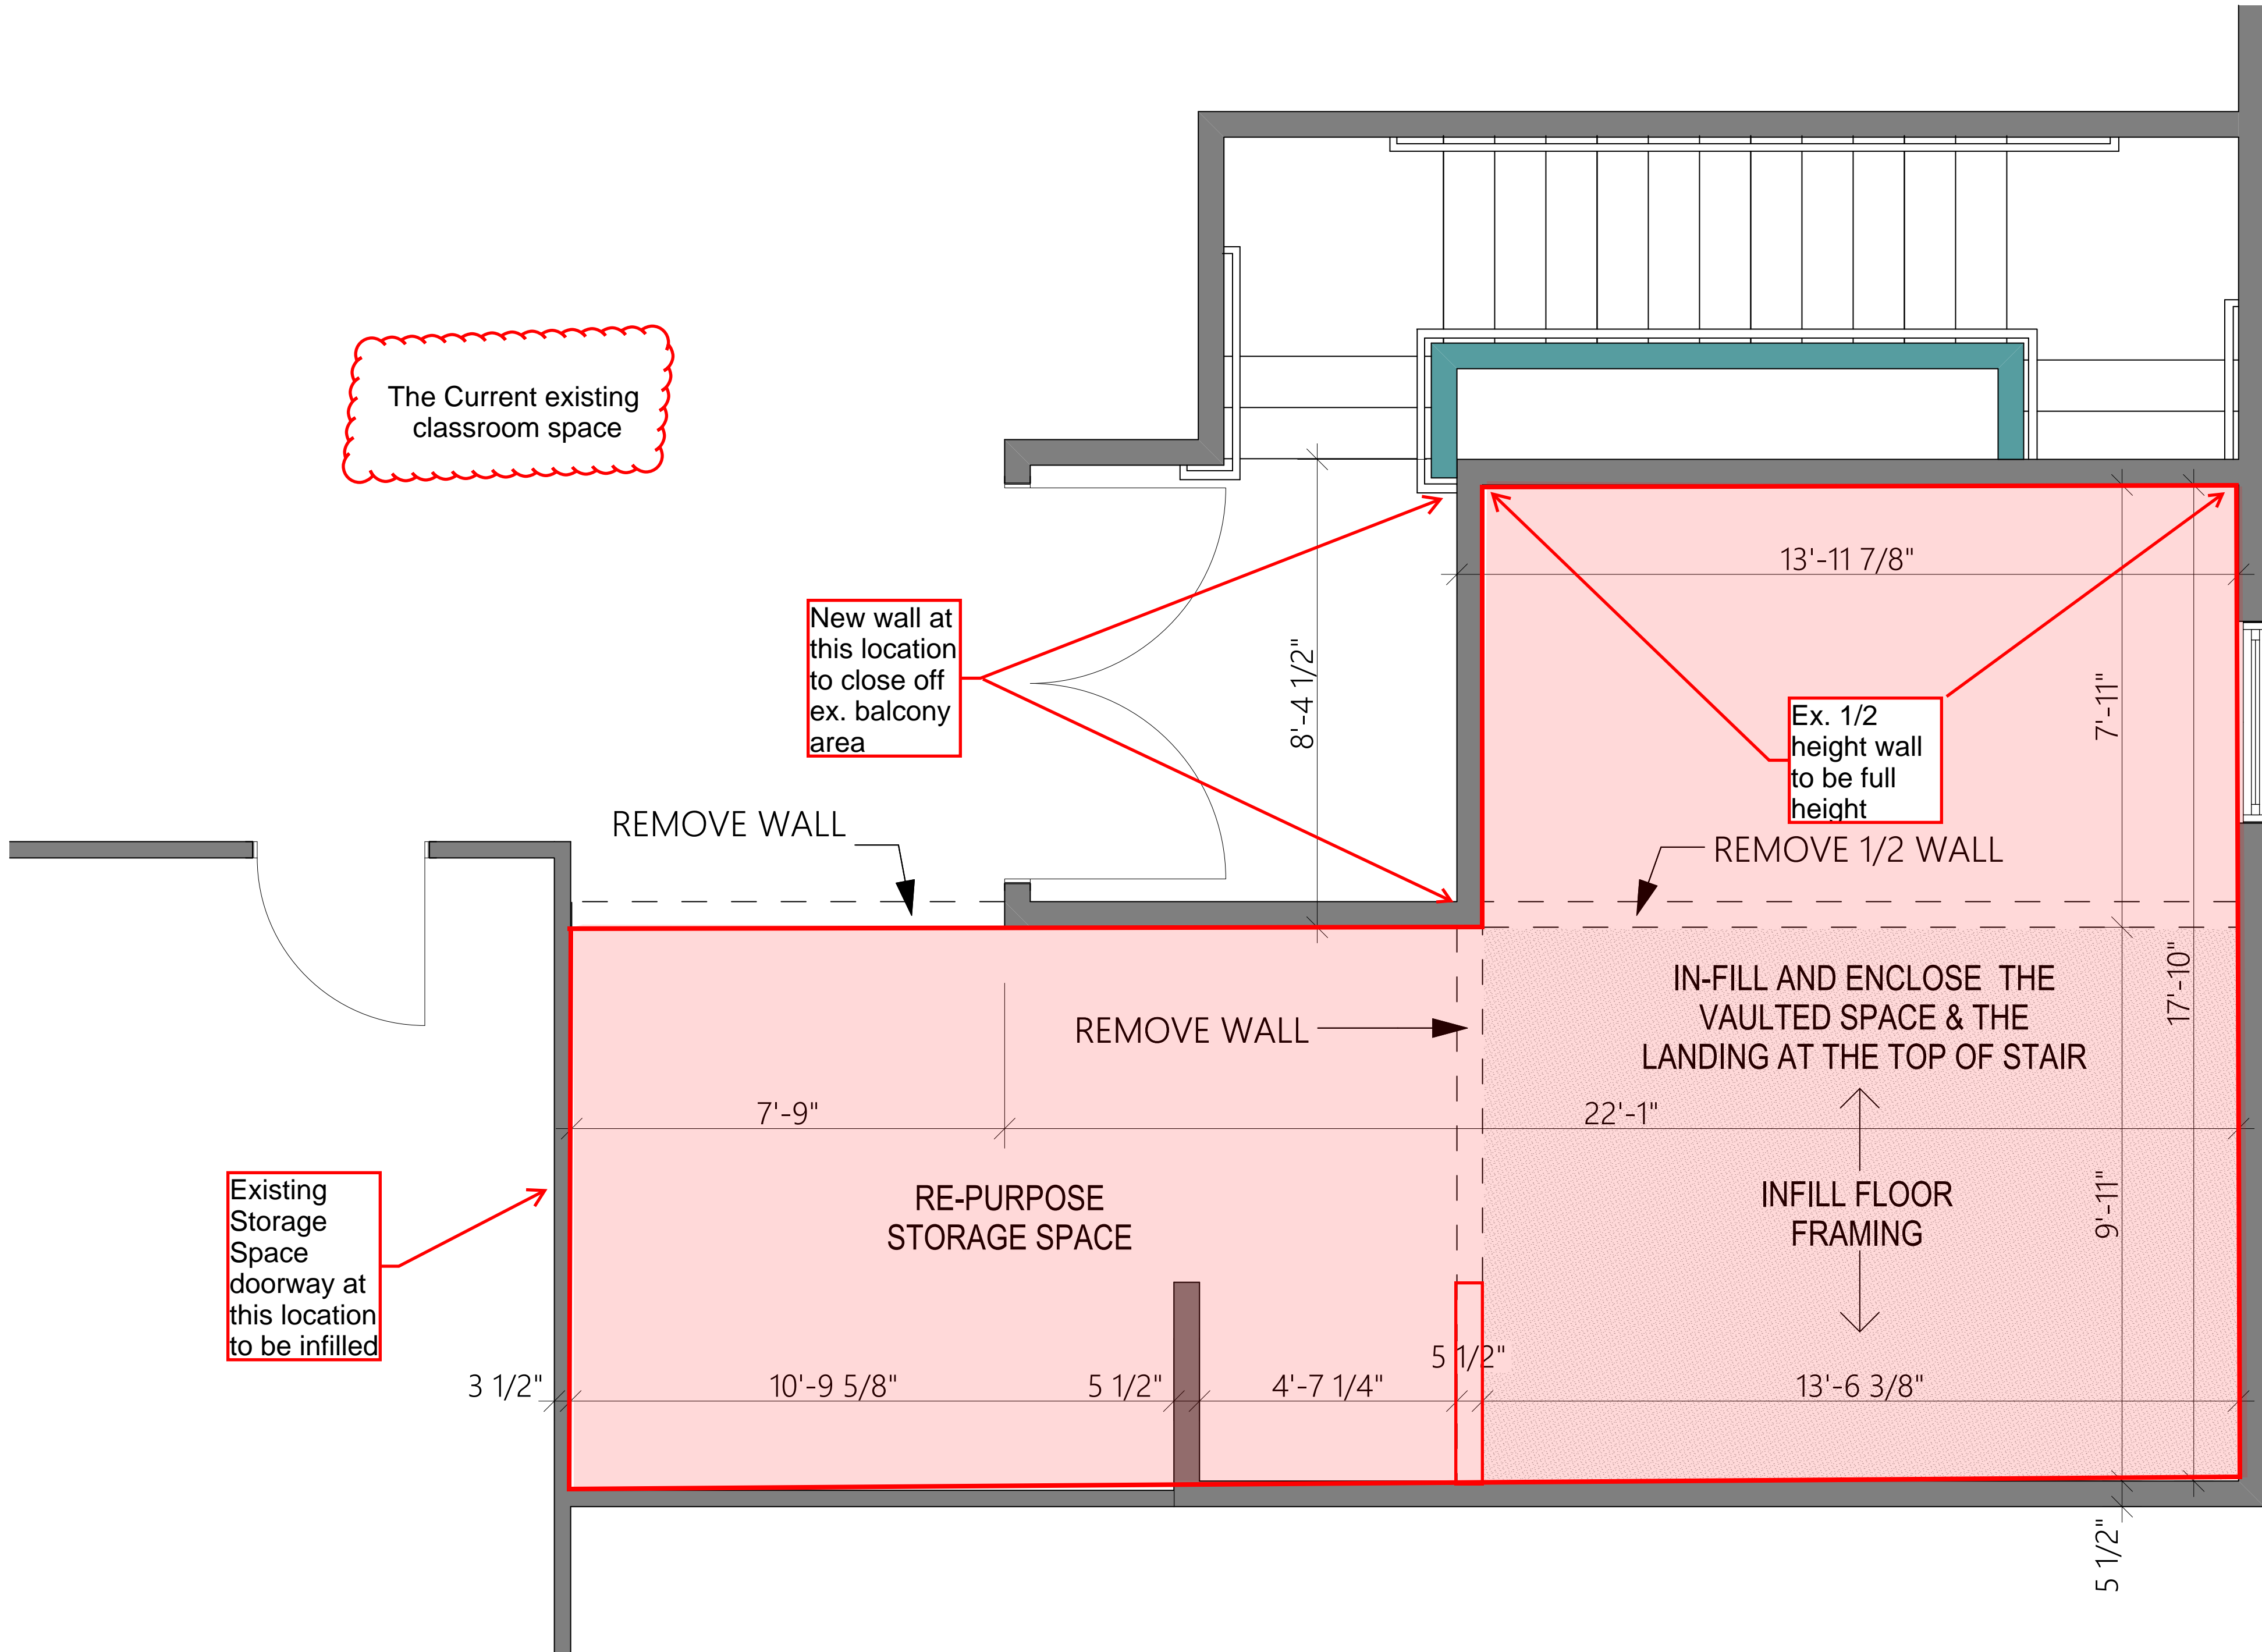 The Current existing
classroom space
13'-11 7/8"
New wall at
this location
to close off
ex. balcony
area
8'-4 1/2"
7'-11"
Ex. 1/2
height wall
to be full
height
REMOVE WALL
REMOVE 1/2 WALL
IN-FILL AND ENCLOSE THE
VAULTED SPACE & THE
LANDING AT THE TOP OF STAIR
17'-10"
REMOVE WALL
7'-9"
22'-1"
Existing
Storage
Space
doorway at
this location
to be infilled
RE-PURPOSE
STORAGE SPACE
INFILL FLOOR
FRAMING
9'-11"
3 1/2"
10'-9 5/8"
5 1/2"
4'-7 1/4"
5 1/2"
13'-6 3/8"
5 1/2"